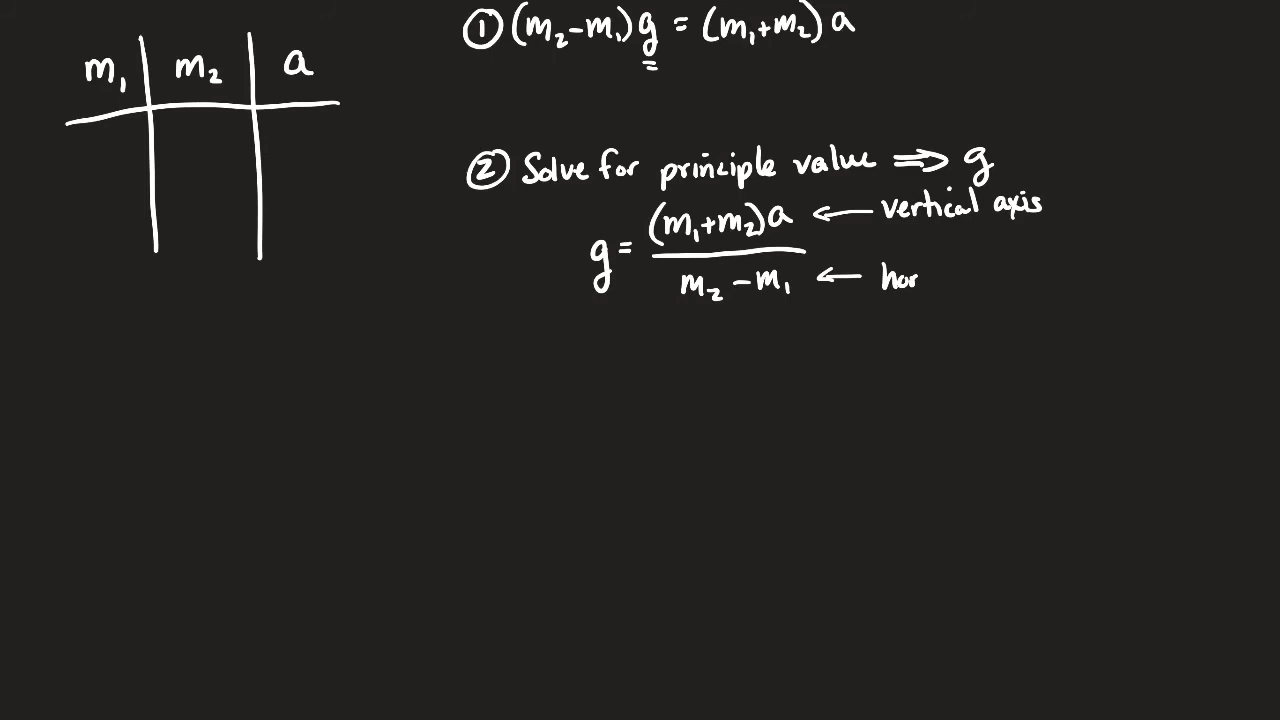 m₁ m₂ a
① (m₂-m₁)g = (m₁+m₂)a
② Solve for principle value ⇒ g
g = (m₁+m₂)a ← vertical axis
m₂-m₁ ← hor